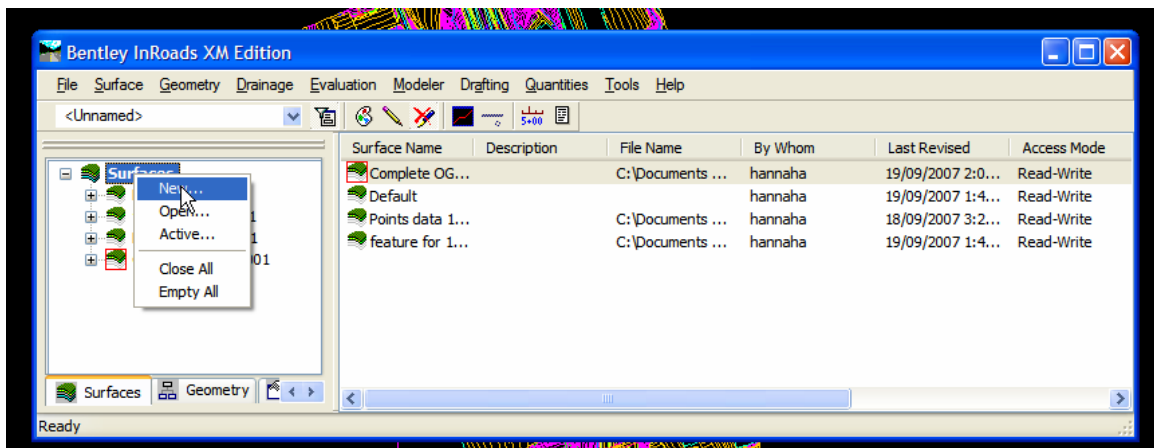 Bentley InRoads XM Edition
File Surface Geometry Drainage Evaluation Modeler Drafting Quantities Tools Help
<Unnamed>
5+00
Surface Name Description File Name By Whom Last Revised Access Mode
Surfaces
New...
Open...
Active...
Close All
Empty All
1
1
001
Complete OG... C:\Documents ... hannaha 19/09/2007 2:0... Read-Write
Default hannaha 19/09/2007 1:4... Read-Write
Points data 1... C:\Documents ... hannaha 18/09/2007 3:2... Read-Write
feature for 1... C:\Documents ... hannaha 19/09/2007 1:4... Read-Write
Surfaces Geometry
Ready